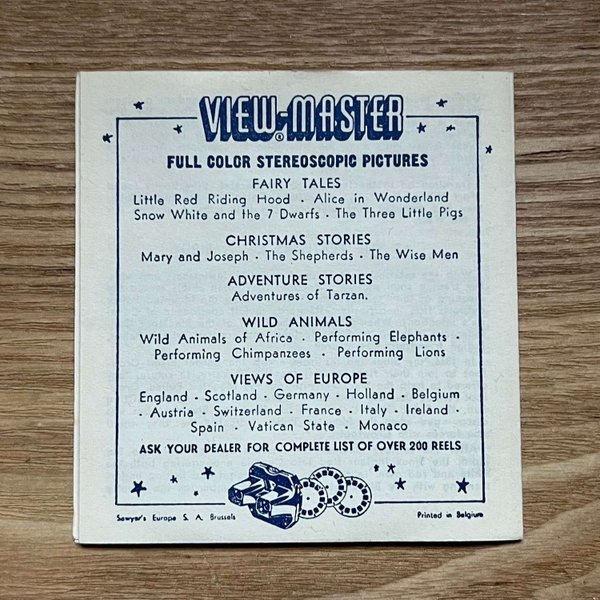 VIEW-MASTER
®
FULL COLOR STEREOSCOPIC PICTURES
FAIRY TALES
Little Red Riding Hood · Alice in Wonderland
Snow White and the 7 Dwarfs · The Three Little Pigs
CHRISTMAS STORIES
Mary and Joseph · The Shepherds · The Wise Men
ADVENTURE STORIES
Adventures of Tarzan.
WILD ANIMALS
Wild Animals of Africa · Performing Elephants ·
Performing Chimpanzees · Performing Lions
VIEWS OF EUROPE
England · Scotland · Germany · Holland · Belgium
· Austria · Switzerland · France · Italy · Ireland ·
Spain · Vatican State · Monaco
ASK YOUR DEALER FOR COMPLETE LIST OF OVER 200 REELS
Sawyer's Europe S. A. Brussels
Printed in Belgium